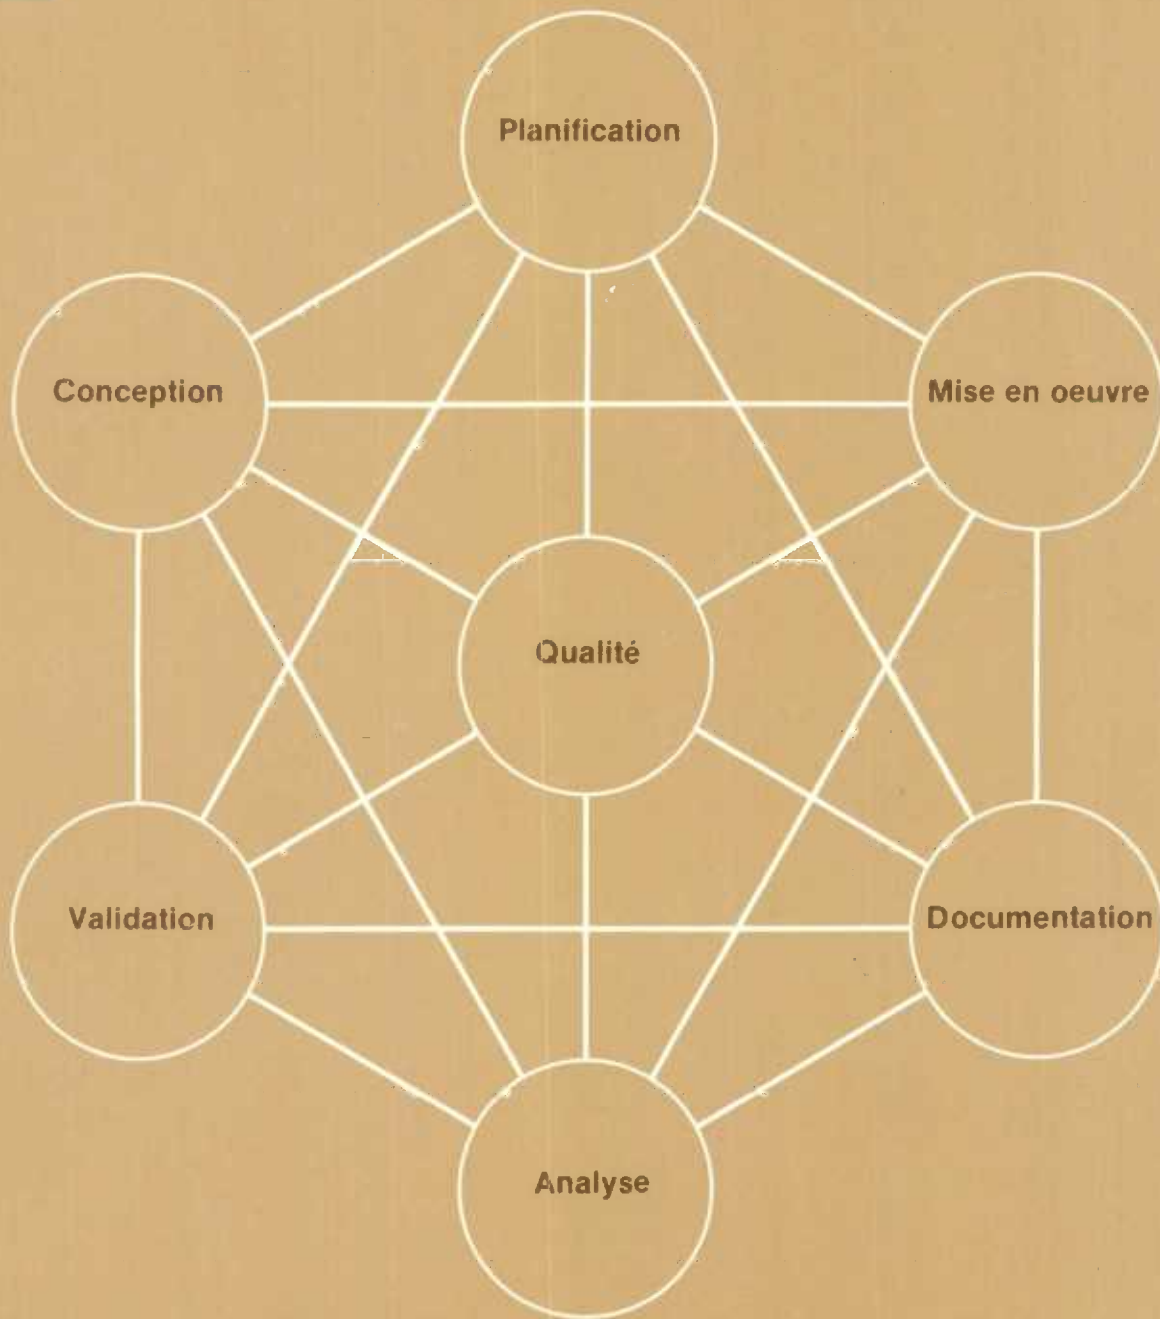 Planification
Conception
Mise en oeuvre
Qualité
Validation
Documentation
Analyse